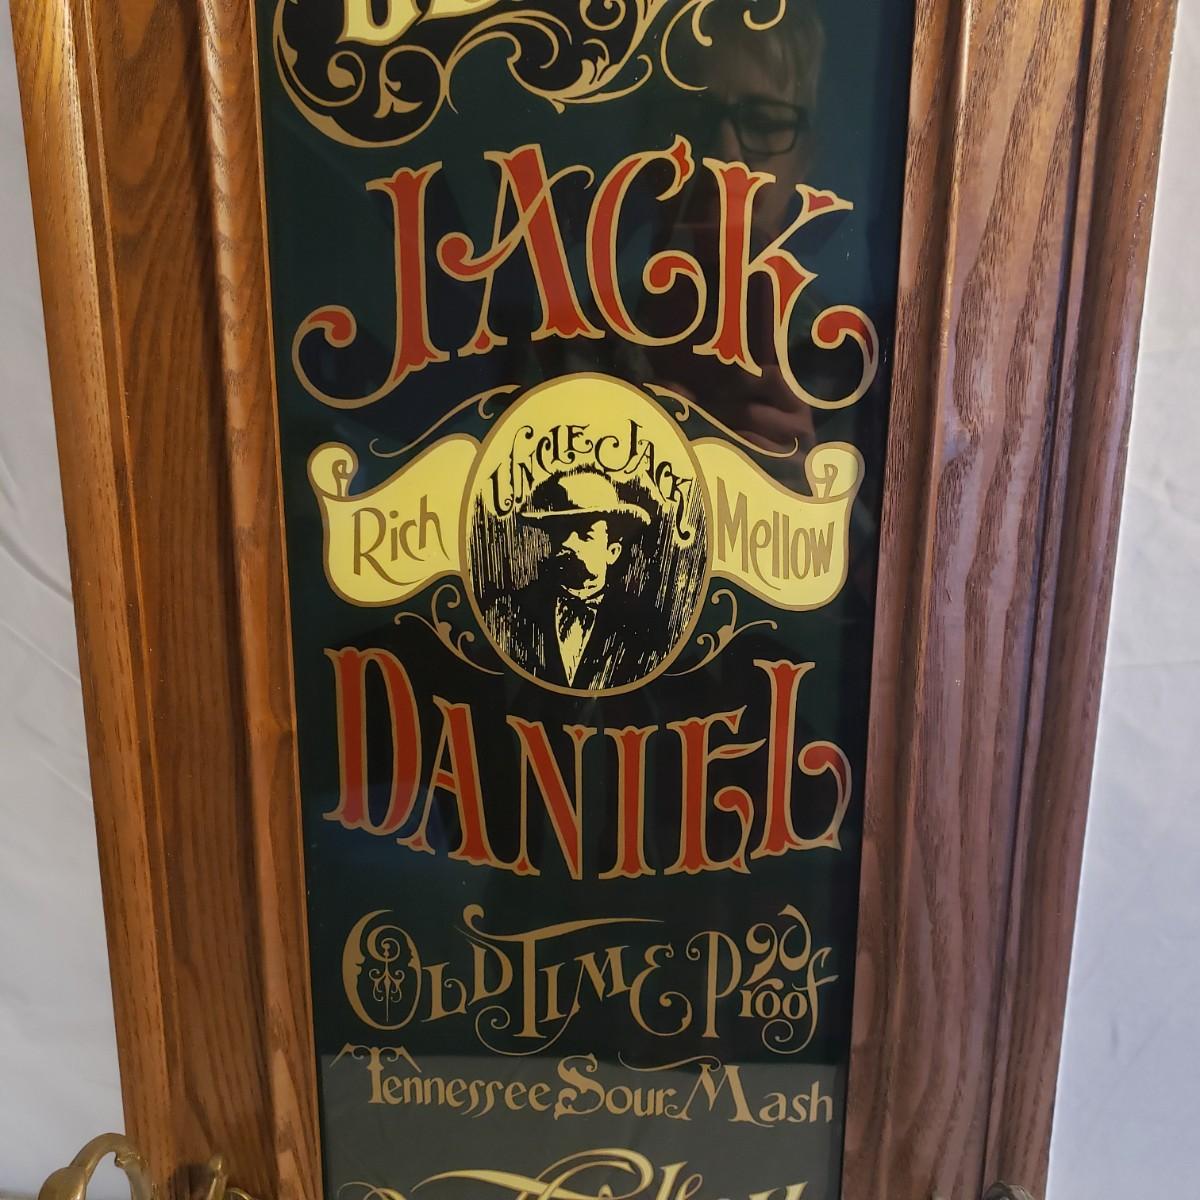 JACK
UNCLE JACK
Rich Mellow
DANIEL
OLD TIME 90 Proof
Tennessee Sour Mash